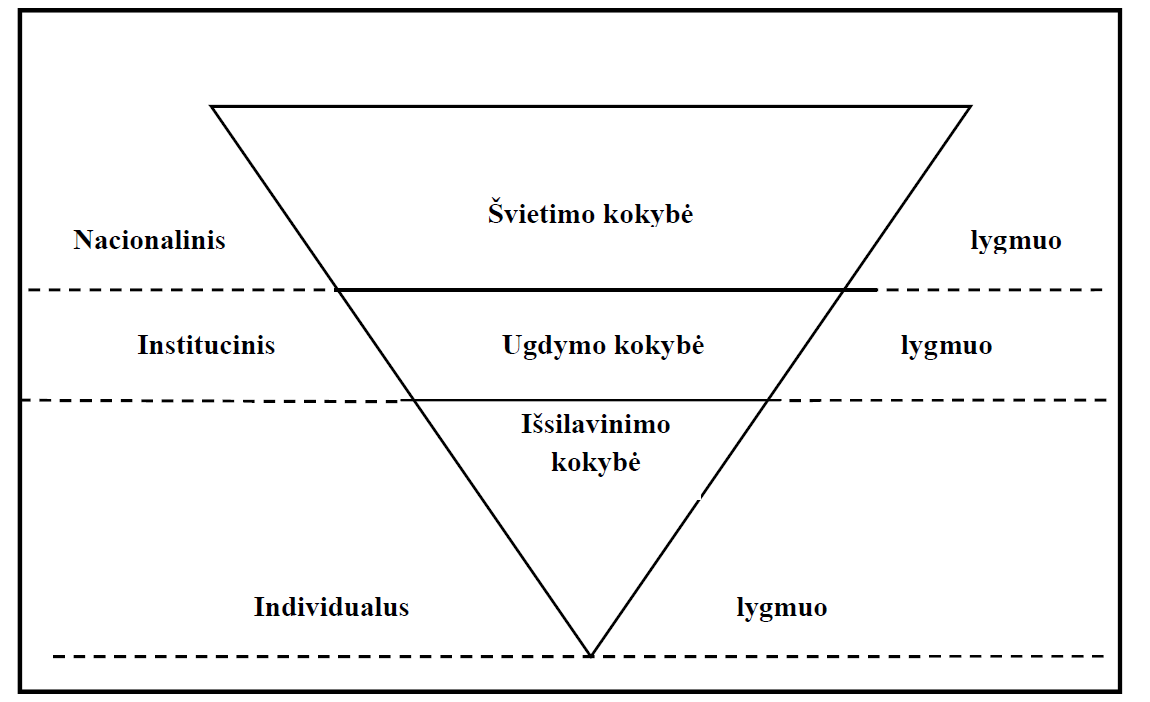 Švietimo kokybė
Nacionalinis lygmuo
Institucinis Ugdymo kokybė lygmuo
Išsilavinimo
kokybė
Individualus lygmuo